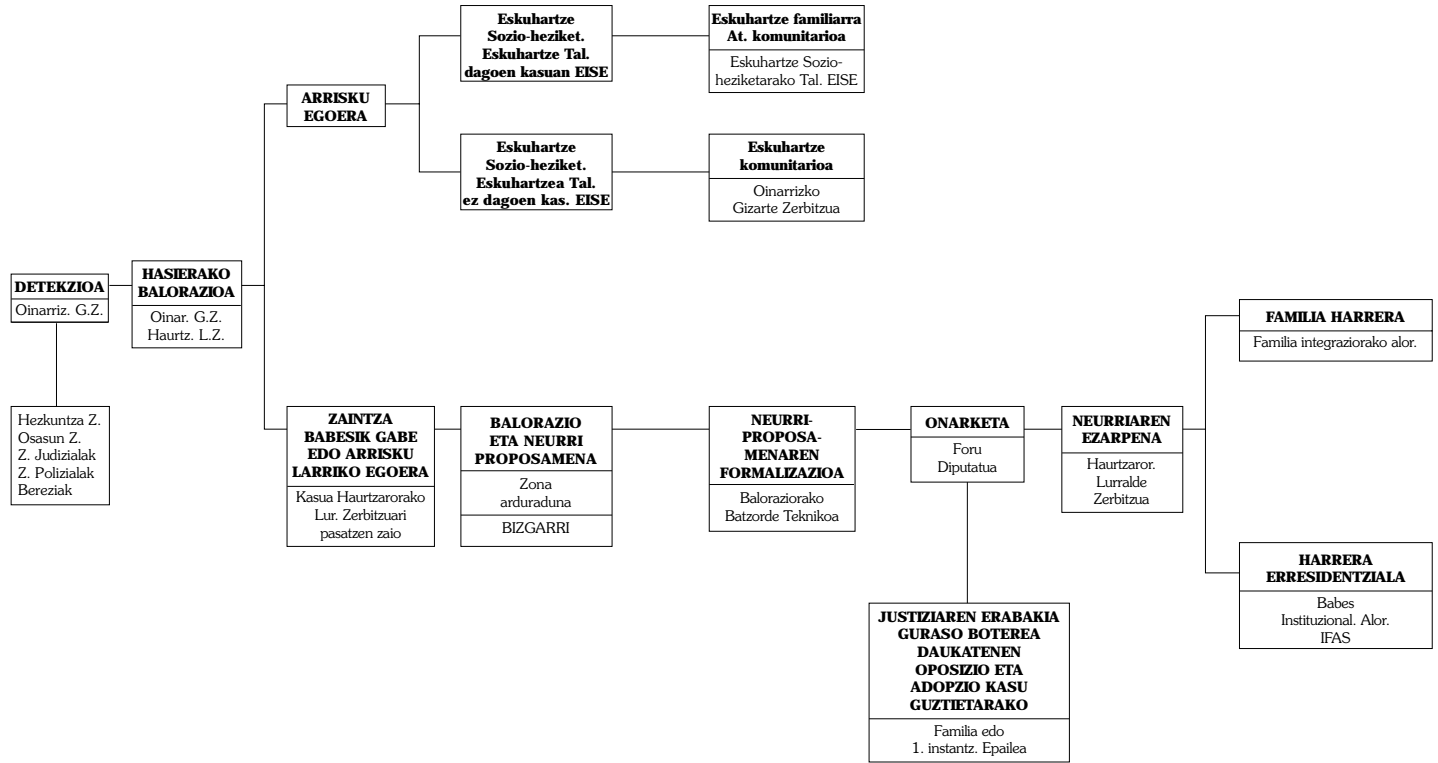 DETEKZIOA
Oinarriz. G.Z.
Hezkuntza Z.
Osasun Z.
Z. Judizialak
Z. Polizialak
Bereziak
HASIERAKO
BALORAZIOA
Oinar. G.Z.
Haurtz. L.Z.
ARRISKU
EGOERA
Eskuhartze
Sozio-heziket.
Eskuhartze Tal.
dagoen kasuan EISE
Eskuhartze familiarra
At. komunitarioa
Eskuhartze Sozio-
heziketarako Tal. EISE
Eskuhartze
Sozio-heziket.
Eskuhartzea Tal.
ez dagoen kas. EISE
Eskuhartze
komunitarioa
Oinarrizko
Gizarte Zerbitzua
ZAINTZA
BABESIK GABE
EDO ARRISKU
LARRIKO EGOERA
Kasua Haurtzarorako
Lur. Zerbitzuari
pasatzen zaio
BALORAZIO
ETA NEURRI
PROPOSAMENA
Zona
arduraduna
BIZGARRI
NEURRI-
PROPOSA-
MENAREN
FORMALIZAZIOA
Baloraziorako
Batzorde Teknikoa
ONARKETA
Foru
Diputatua
JUSTIZIAREN ERABAKIA
GURASO BOTEREA
DAUKATENEN
OPOSIZIO ETA
ADOPZIO KASU
GUZTIETARAKO
Familia edo
1. instantz. Epailea
NEURRIAREN
EZARPENA
Haurtzaror.
Lurralde
Zerbitzua
FAMILIA HARRERA
Familia integraziorako alor.
HARRERA
ERRESIDENTZIALA
Babes
Instituzional. Alor.
IFAS